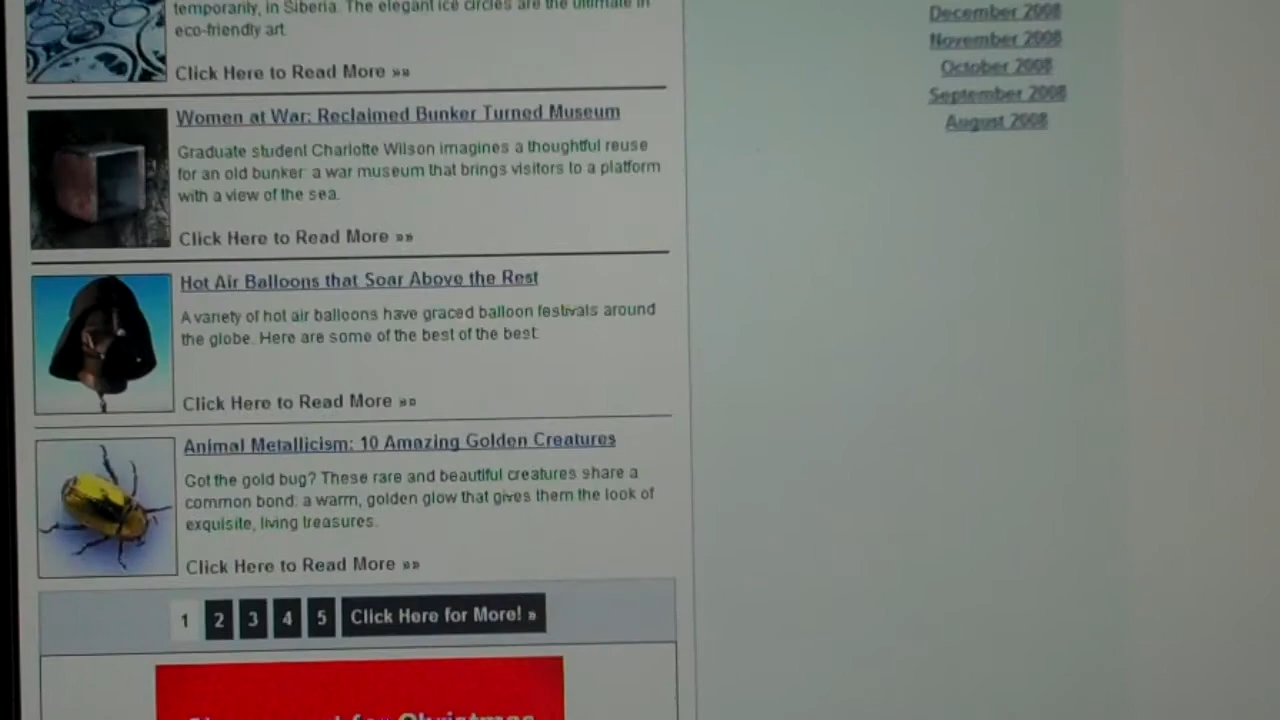 temporarily, in Siberia. The elegant ice circles are the ultimate in
eco-friendly art.
Click Here to Read More »»
Women at War: Reclaimed Bunker Turned Museum
Graduate student Charlotte Wilson imagines a thoughtful reuse
for an old bunker: a war museum that brings visitors to a platform
with a view of the sea.
Click Here to Read More »»
Hot Air Balloons that Soar Above the Rest
A variety of hot air balloons have graced balloon festivals around
the globe. Here are some of the best of the best:
Click Here to Read More »»
Animal Metallicism: 10 Amazing Golden Creatures
Got the gold bug? These rare and beautiful creatures share a
common bond: a warm, golden glow that gives them the look of
exquisite, living treasures.
Click Here to Read More »»
1 2 3 4 5 Click Here for More! »
for Christmas
December 2008
November 2008
October 2008
September 2008
August 2008